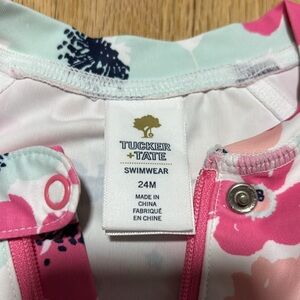 TUCKER
+TATE
SWIMWEAR
24M
MADE IN
CHINA
FABRIQUÉ
EN CHINE